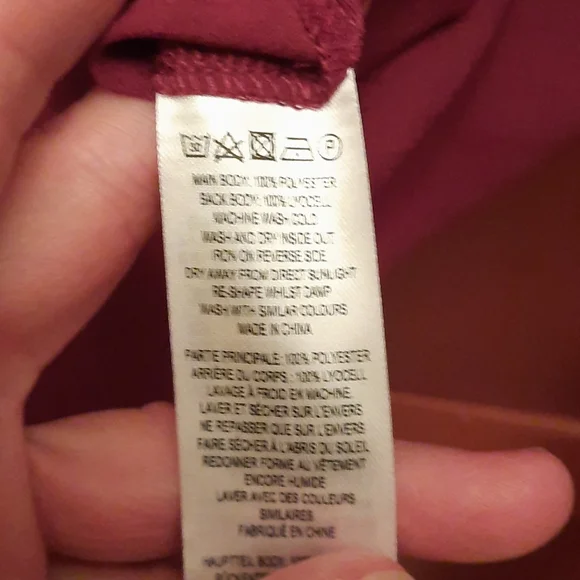 30 P
MAIN BODY: 100% POLYESTER
BACK BODY: 100% LYOCELL
MACHINE WASH COLD
WASH AND DRY INSIDE OUT
IRON ON REVERSE SIDE
DRY AWAY FROM DIRECT SUNLIGHT
RE-SHAPE WHILST DAMP
WASH WITH SIMILAR COLOURS
MADE IN CHINA
PARTIE PRINCIPALE: 100% POLYESTER
ARRIÈRE DU CORPS : 100% LYOCELL
LAVAGE À FROID EN MACHINE.
LAVER ET SÉCHER SUR L'ENVERS
NE REPASSER QUE SUR L'ENVERS
FAIRE SÉCHER À L'ABRIS DU SOLEIL
REDONNER FORME AU VÊTEMENT
ENCORE HUMIDE
LAVER AVEC DES COULEURS
SIMILAIRES
FABRIQUÉ EN CHINE
HAUPTTEIL BODY